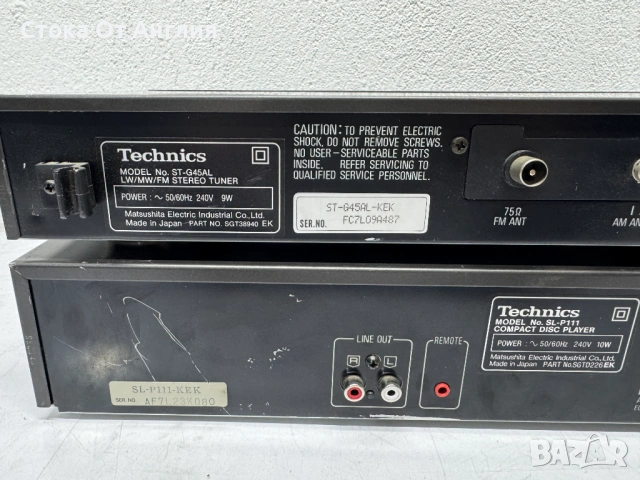 Стока От Англия
Technics
MODEL No. ST-G45AL
LW/MW/FM STEREO TUNER
POWER : ∼ 50/60Hz 240V 9W
Matsushita Electric Industrial Co., Ltd.
Made in Japan PART NO. SGT38940 EK
CAUTION: TO PREVENT ELECTRIC
SHOCK, DO NOT REMOVE SCREWS.
NO USER-SERVICEABLE PARTS
INSIDE. REFER SERVICING TO
QUALIFIED SERVICE PERSONNEL.
ST-G45AL-KEK
SER.NO. FC7L09A487
75Ω
FM ANT
AM AN
Technics
MODEL No. SL-P111
COMPACT DISC PLAYER
POWER : ∼ 50/60Hz 240V 10W
Matsushita Electric Industrial Co., Ltd.
Made in Japan PART No. SGTD226 EK
LINE OUT
R L
REMOTE
SL-P111-KEK
SER.NO. AF7L23K080
bazar